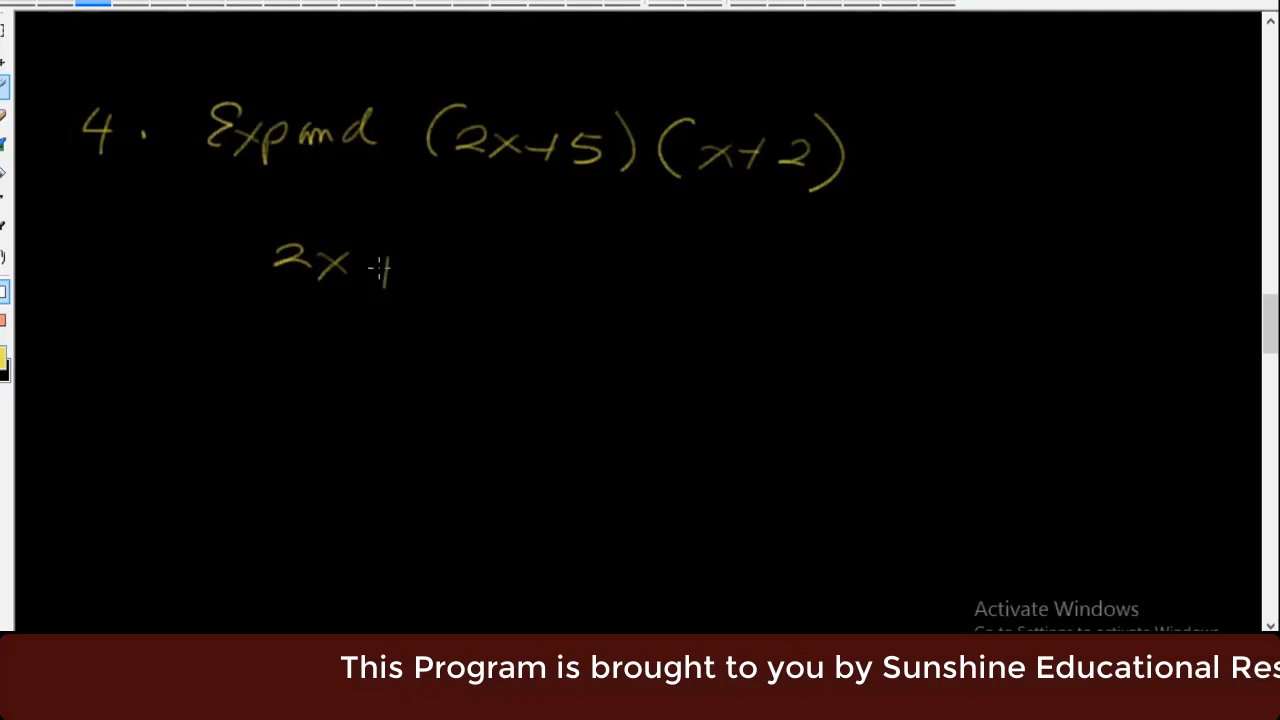 4. Expand (2x+5)(x+2)
2x +
Activate Windows
This Program is brought to you by Sunshine Educational Res